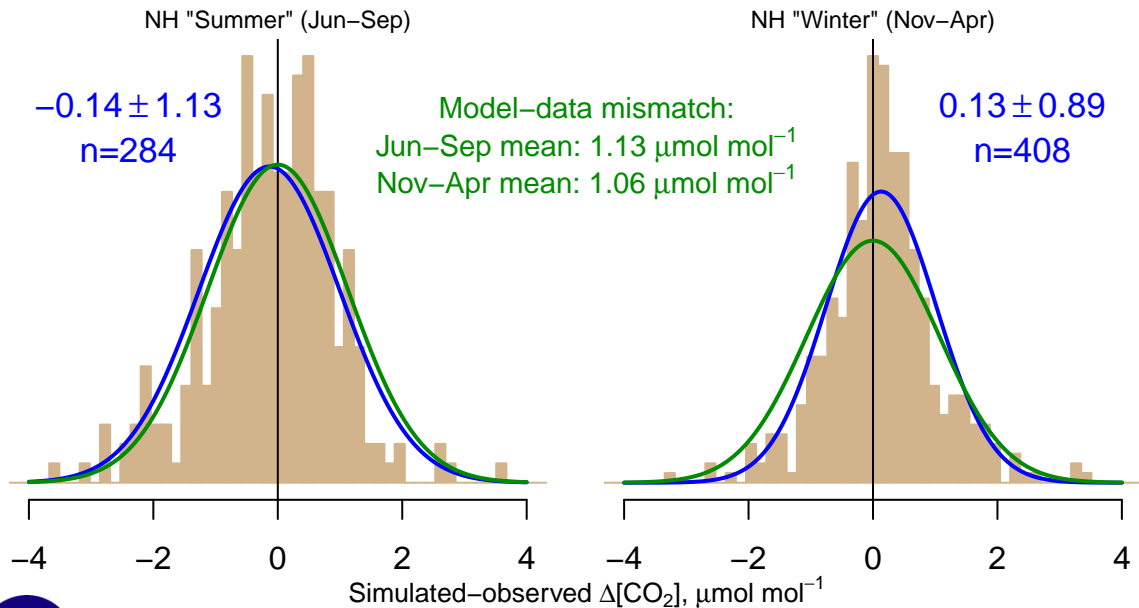 NH "Summer" (Jun−Sep)
−0.14 ± 1.13
n=284
Model−data mismatch:
Jun−Sep mean: 1.13 μmol mol⁻¹
Nov−Apr mean: 1.06 μmol mol⁻¹
NH "Winter" (Nov−Apr)
0.13 ± 0.89
n=408
−4 −2 0 2 4
−4 −2 0 2 4
Simulated−observed Δ[CO₂], μmol mol⁻¹